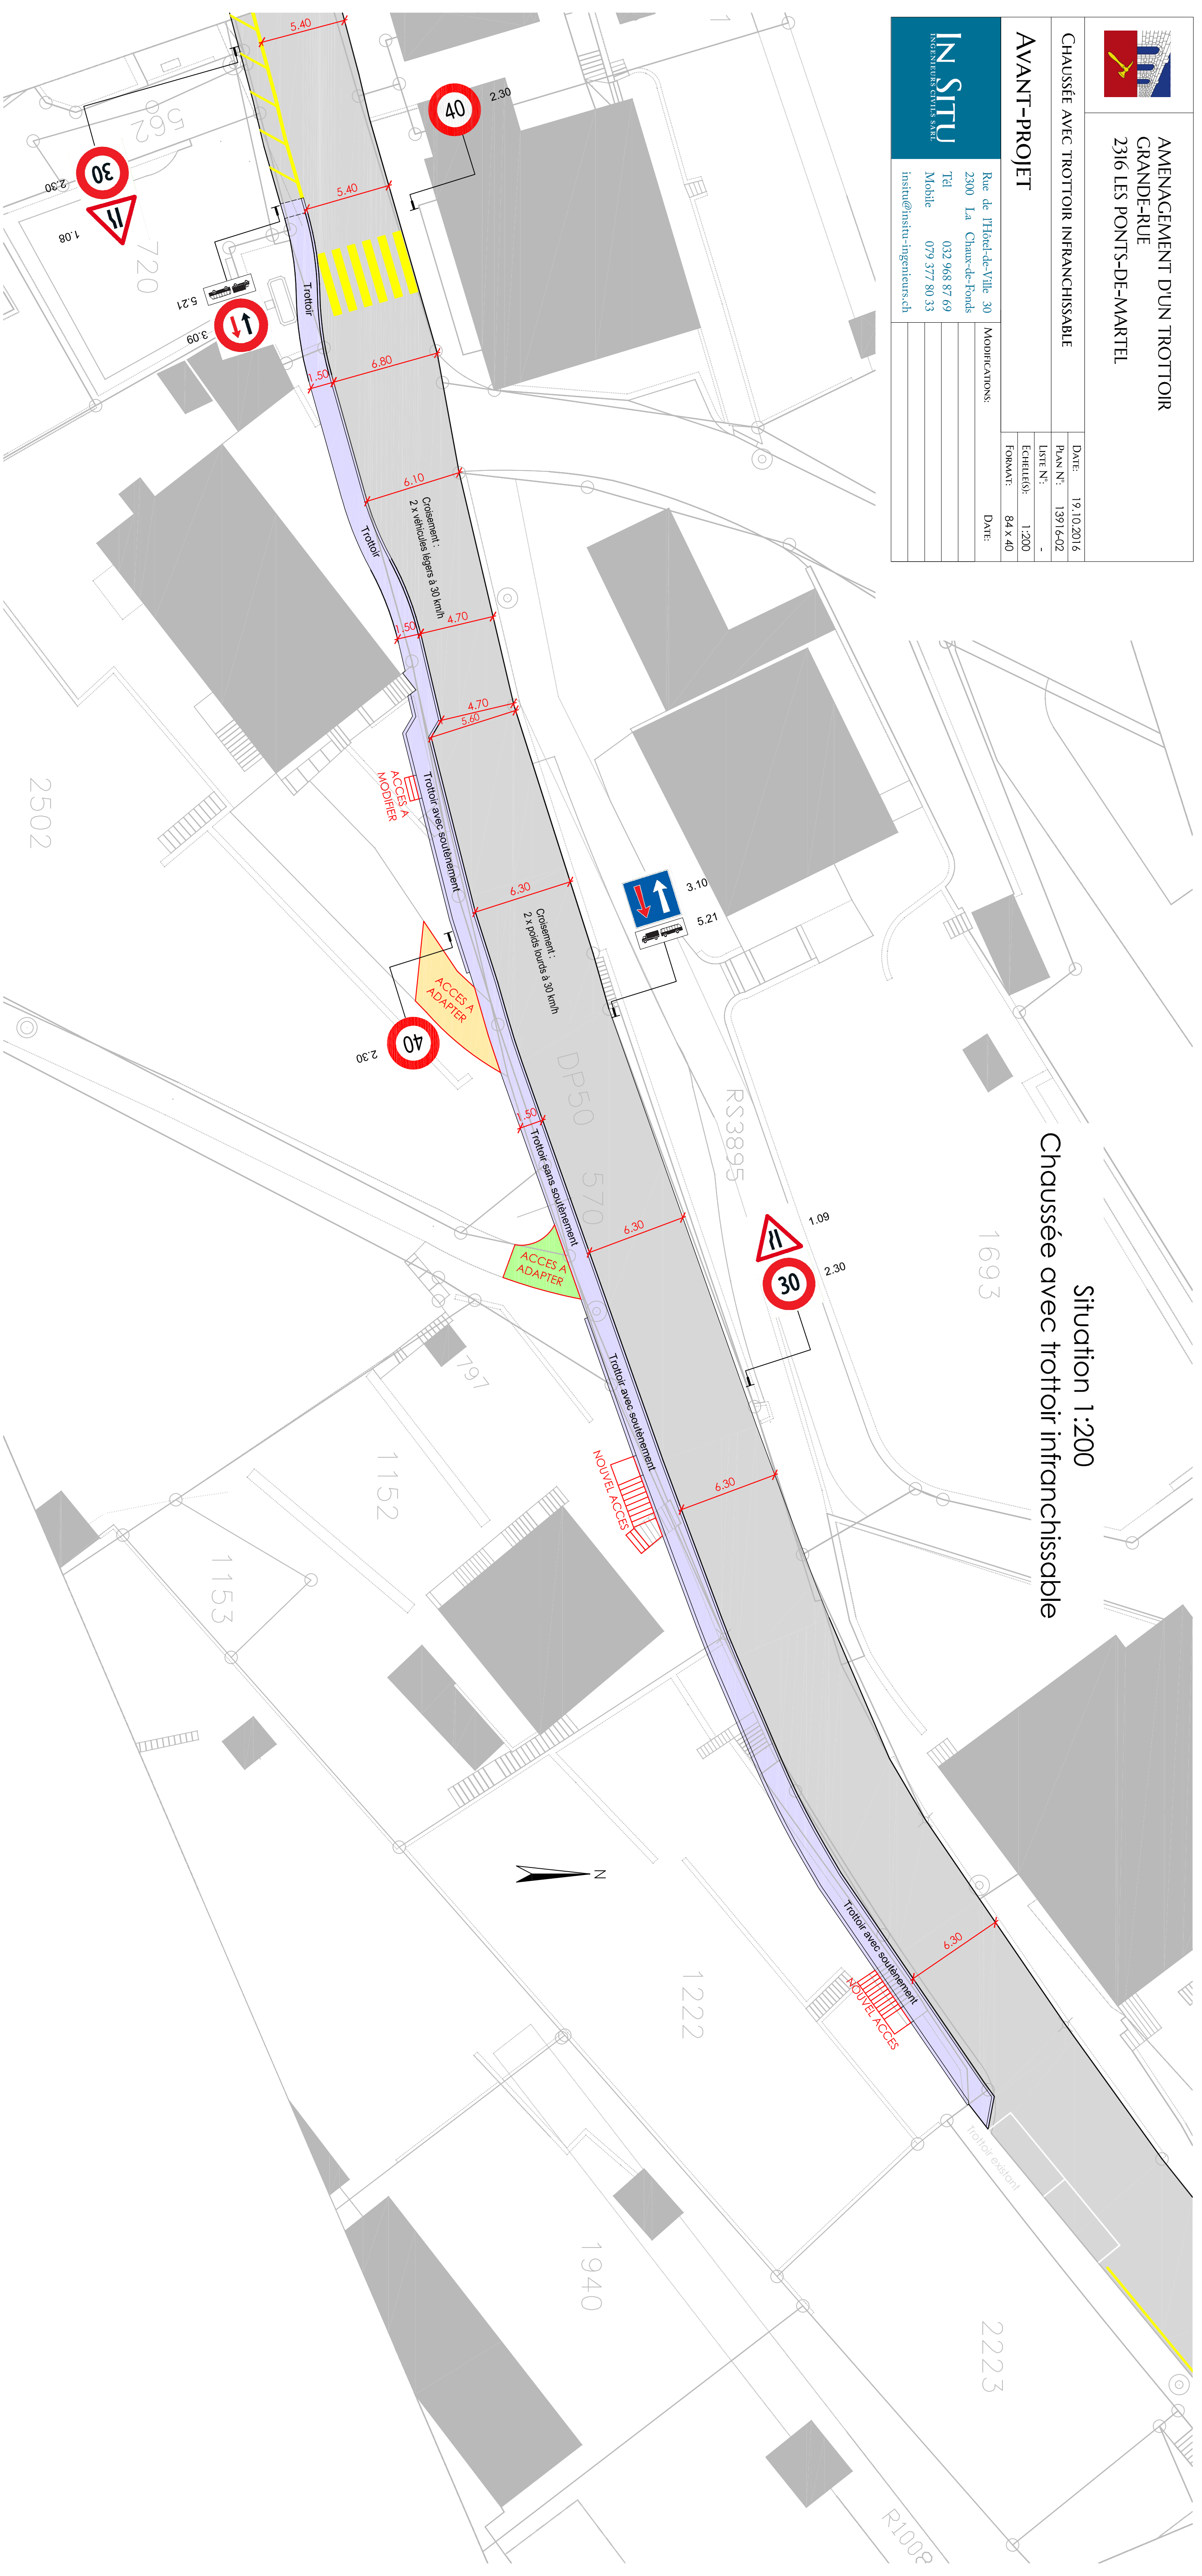 AMENAGEMENT D'UN TROTTOIR
GRANDE-RUE
2316 LES PONTS-DE-MARTEL
CHAUSSÉE AVEC TROTTOIR INFRANCHISSABLE
DATE: 19.10.2016
PLAN N°: 13916-02
LISTE N°: -
ECHELLE(S): 1:200
FORMAT: 84 x 40
AVANT-PROJET
IN SITU
INGENIEURS CIVILS SARL
Rue de l'Hôtel-de-Ville 30
2300 La Chaux-de-Fonds
Tél 032 968 87 69
Mobile 079 377 80 33
insitu@insitu-ingenieurs.ch
MODIFICATIONS: DATE:
Situation 1:200
Chaussée avec trottoir infranchissable
5.40
40
2.30
562
30
2.30
1.08
720
5.40
5.21
3.09
Trottoir
1.50
6.80
6.10
Croisement :
2 x véhicules légers à 30 km/h
Trottoir
1.50
4.70
4.70
5.60
2502
ACCES A
MODIFIER
Trottoir avec soutènement
6.30
Croisement :
2 x poids lourds à 30 km/h
3.10
5.21
ACCES A
ADAPTER
40
2.30
DP50
570
RS3895
1.50
Trottoir sans soutènement
6.30
ACCES A
ADAPTER
1.09
30
2.30
1693
797
1152
1153
Trottoir avec soutènement
NOUVEL ACCES
6.30
N
1222
Trottoir avec soutènement
NOUVEL ACCES
6.30
Trottoir existant
1940
2223
R1008
1